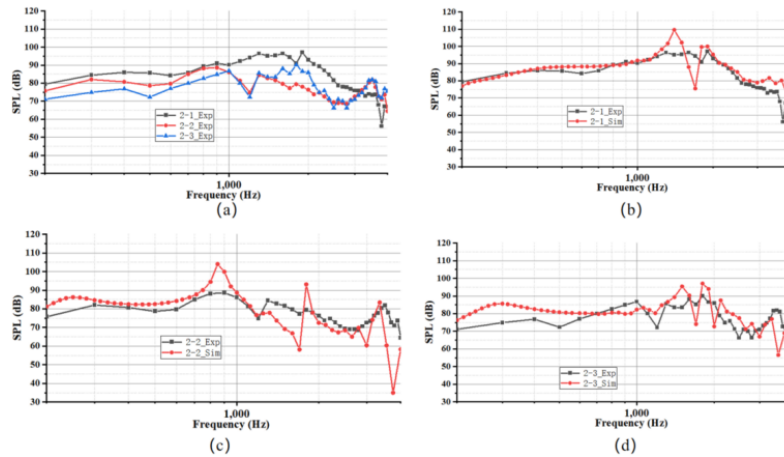 120
110
100
90
80
70
60
50
40
30
SPL (dB)
2-1_Exp
2-2_Exp
2-3_Exp
1,000
Frequency (Hz)
(a)
120
110
100
90
80
70
60
50
40
30
SPL (dB)
2-1_Exp
2-1_Sim
1,000
Frequency (Hz)
(b)
120
110
100
90
80
70
60
50
40
30
SPL (dB)
2-2_Exp
2-2_Sim
1,000
Frequency (Hz)
(c)
120
110
100
90
80
70
60
50
40
30
SPL (dB)
2-3_Exp
2-3_Sim
1,000
Frequency (Hz)
(d)